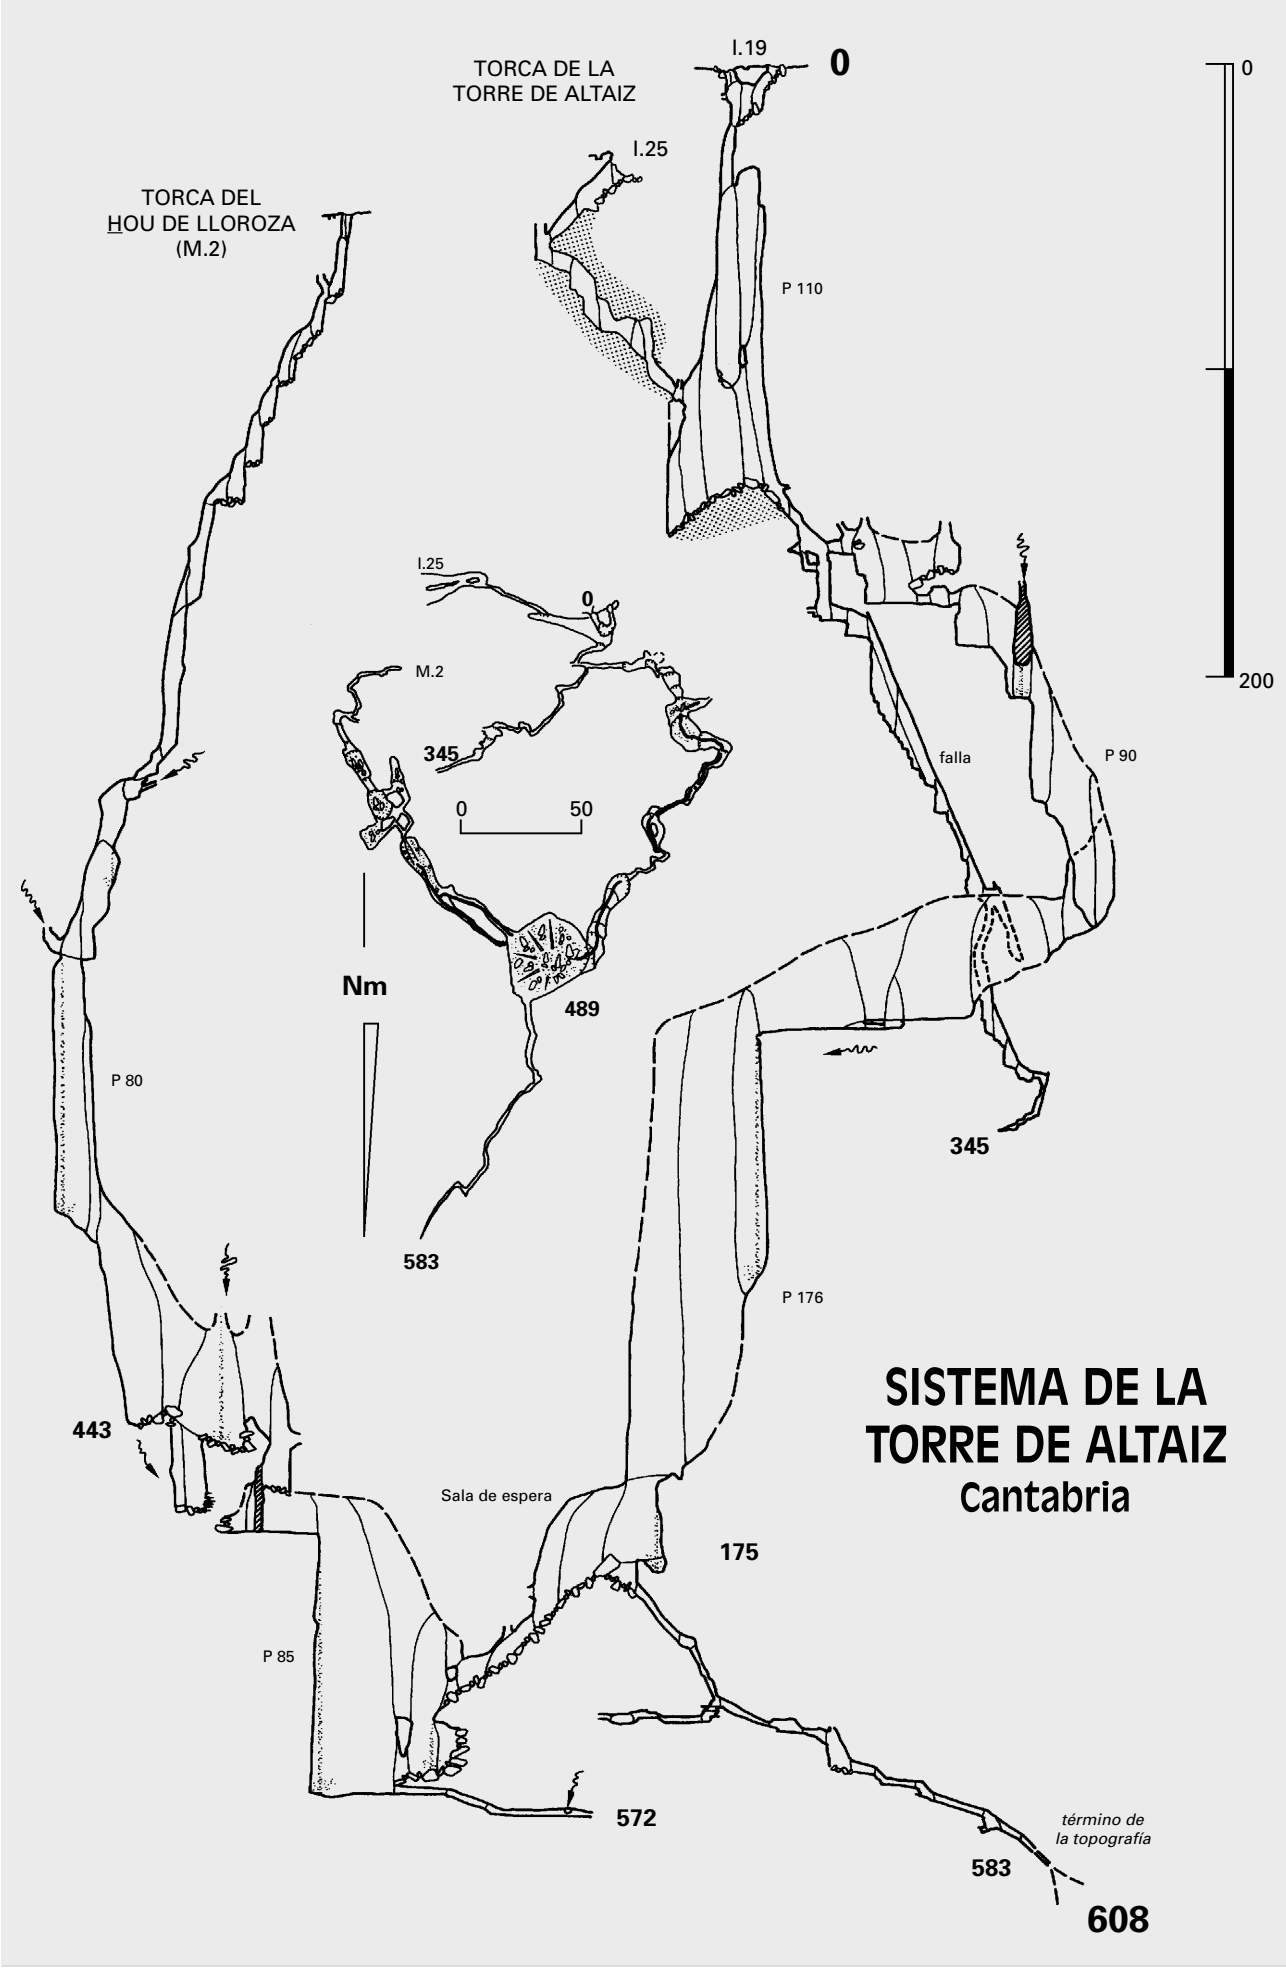 I.19
0
0
TORCA DE LA
TORRE DE ALTAIZ
I.25
TORCA DEL
HOU DE LLOROZA
(M.2)
P 110
I.25
0
M.2
200
345
falla
P 90
0
50
Nm
489
P 80
345
583
P 176
SISTEMA DE LA
TORRE DE ALTAIZ
Cantabria
443
Sala de espera
175
P 85
572
término de
la topografía
583
608